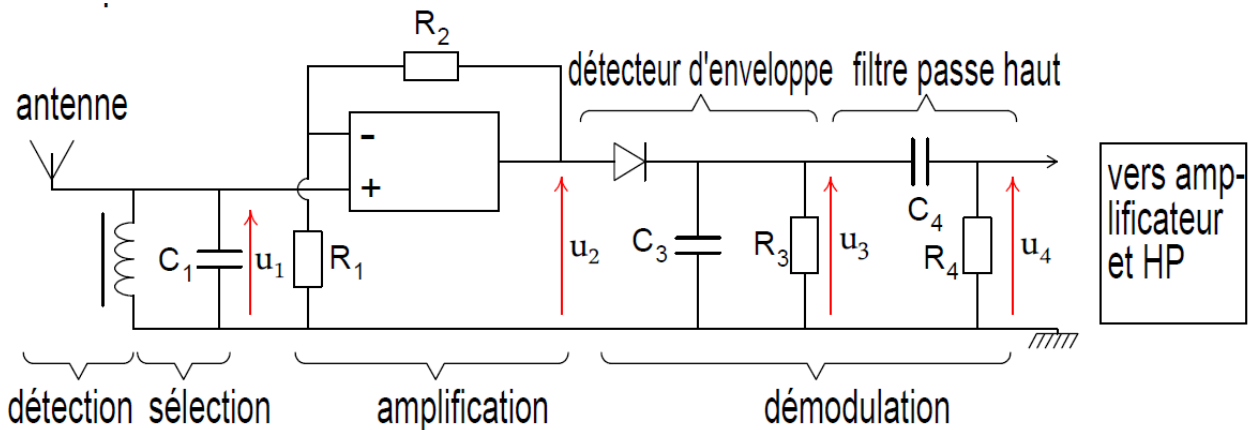 R2
détecteur d'enveloppe
filtre passe haut
antenne
-
+
C1
u1
R1
u2
C3
R3
u3
C4
R4
u4
vers amp-
lificateur
et HP
détection
sélection
amplification
démodulation